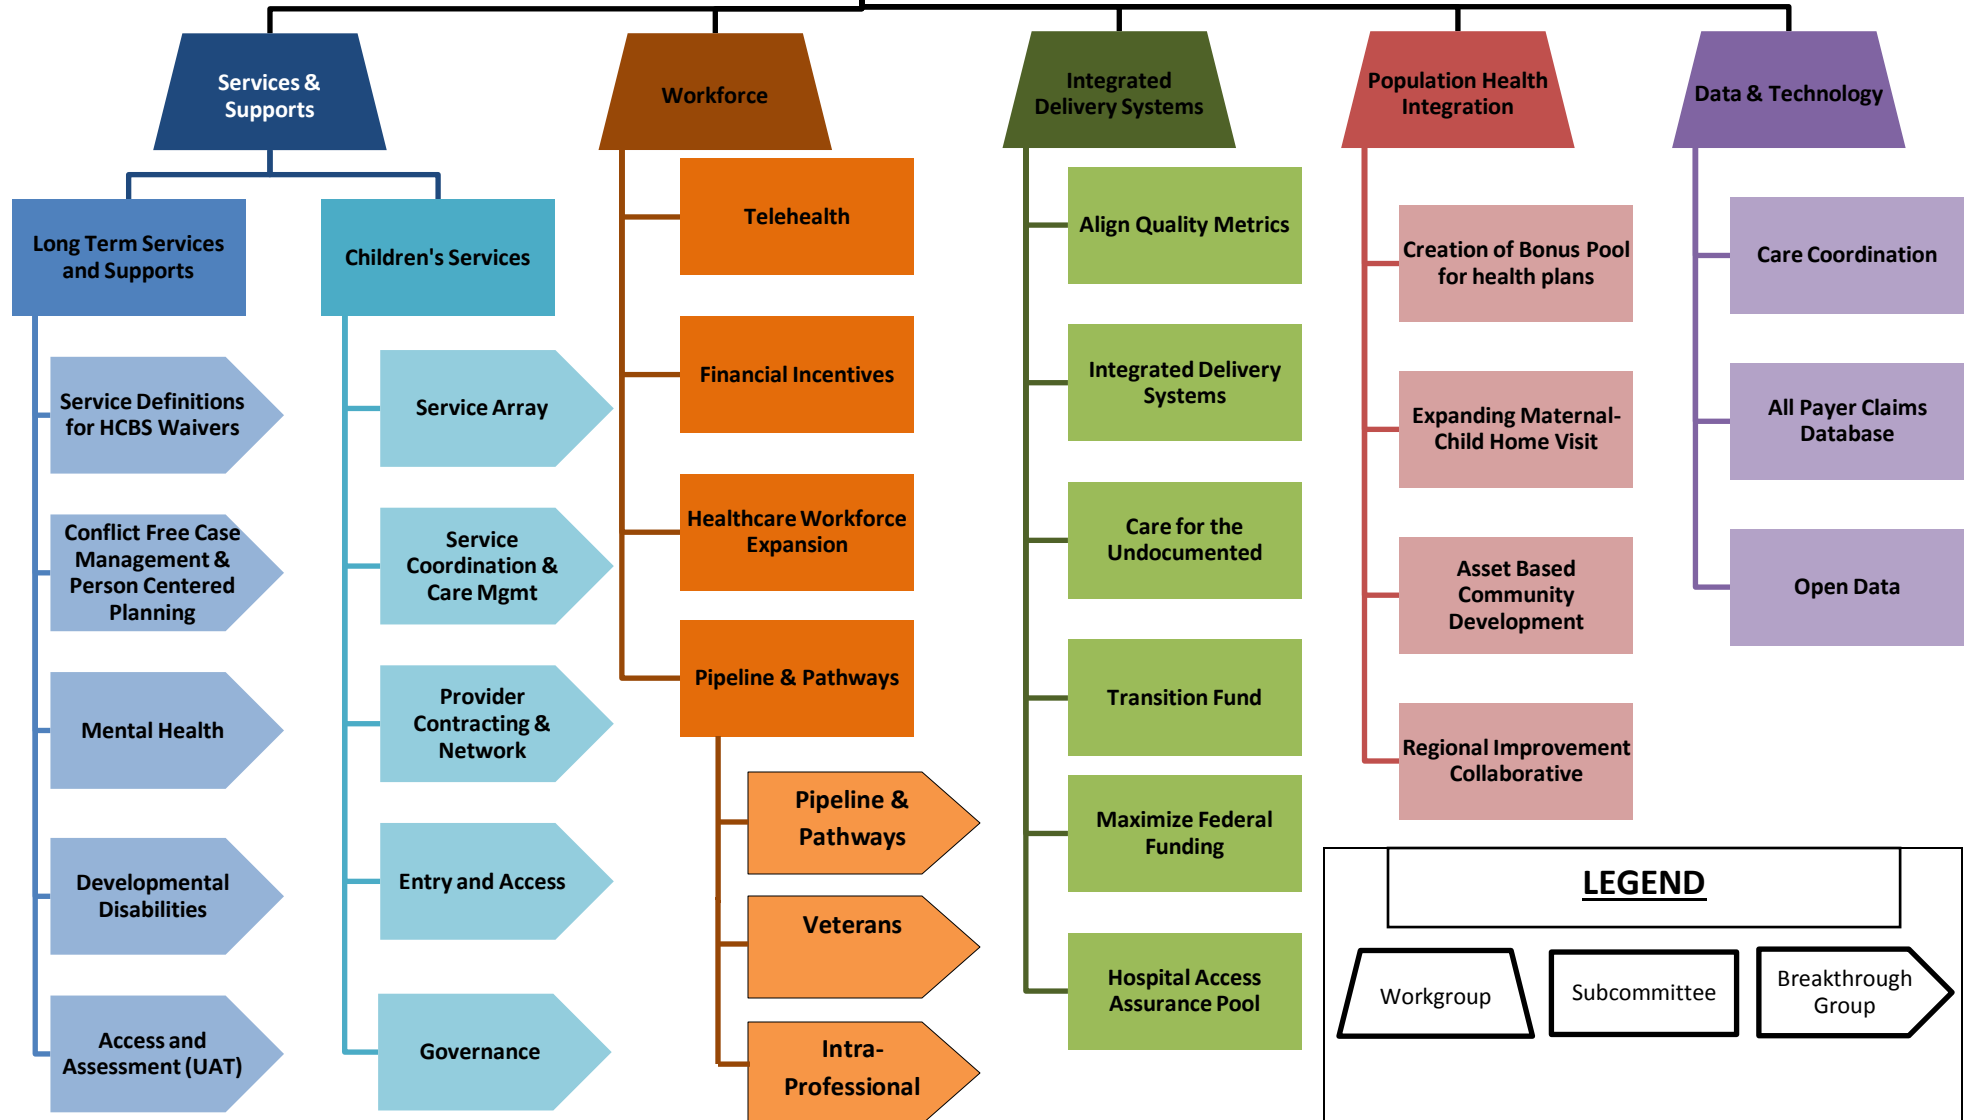 Services &
Supports
Workforce
Integrated
Delivery Systems
Population Health
Integration
Data & Technology
Long Term Services
and Supports
Service Definitions
for HCBS Waivers
Conflict Free Case
Management &
Person Centered
Planning
Mental Health
Developmental
Disabilities
Access and
Assessment (UAT)
Children's Services
Service Array
Service
Coordination &
Care Mgmt
Provider
Contracting &
Network
Entry and Access
Governance
Telehealth
Financial Incentives
Healthcare Workforce
Expansion
Pipeline & Pathways
Pipeline &
Pathways
Veterans
Intra-
Professional
Align Quality Metrics
Integrated Delivery
Systems
Care for the
Undocumented
Transition Fund
Maximize Federal
Funding
Hospital Access
Assurance Pool
Creation of Bonus Pool
for health plans
Expanding Maternal-
Child Home Visit
Asset Based
Community
Development
Regional Improvement
Collaborative
Care Coordination
All Payer Claims
Database
Open Data
LEGEND
Workgroup
Subcommittee
Breakthrough
Group